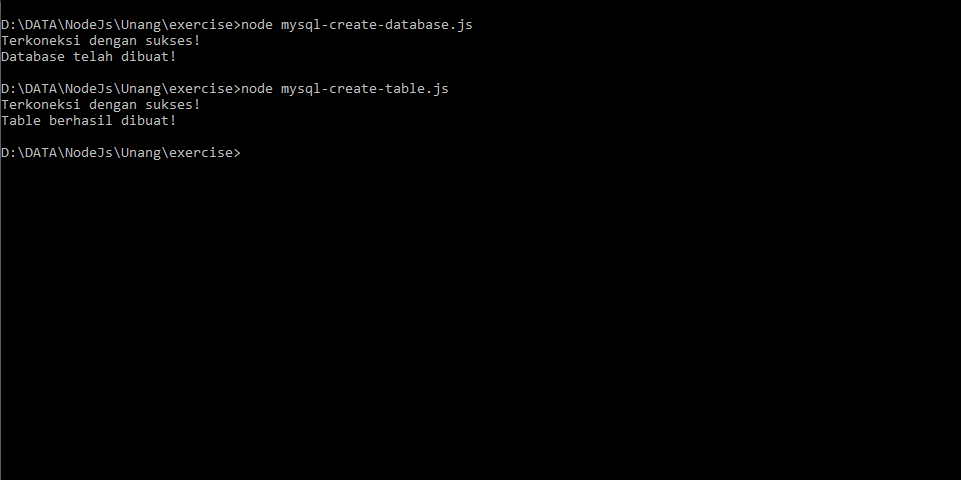 D:\DATA\NodeJs\Unang\exercise>node mysql-create-database.js
Terkoneksi dengan sukses!
Database telah dibuat!
D:\DATA\NodeJs\Unang\exercise>node mysql-create-table.js
Terkoneksi dengan sukses!
Table berhasil dibuat!
D:\DATA\NodeJs\Unang\exercise>